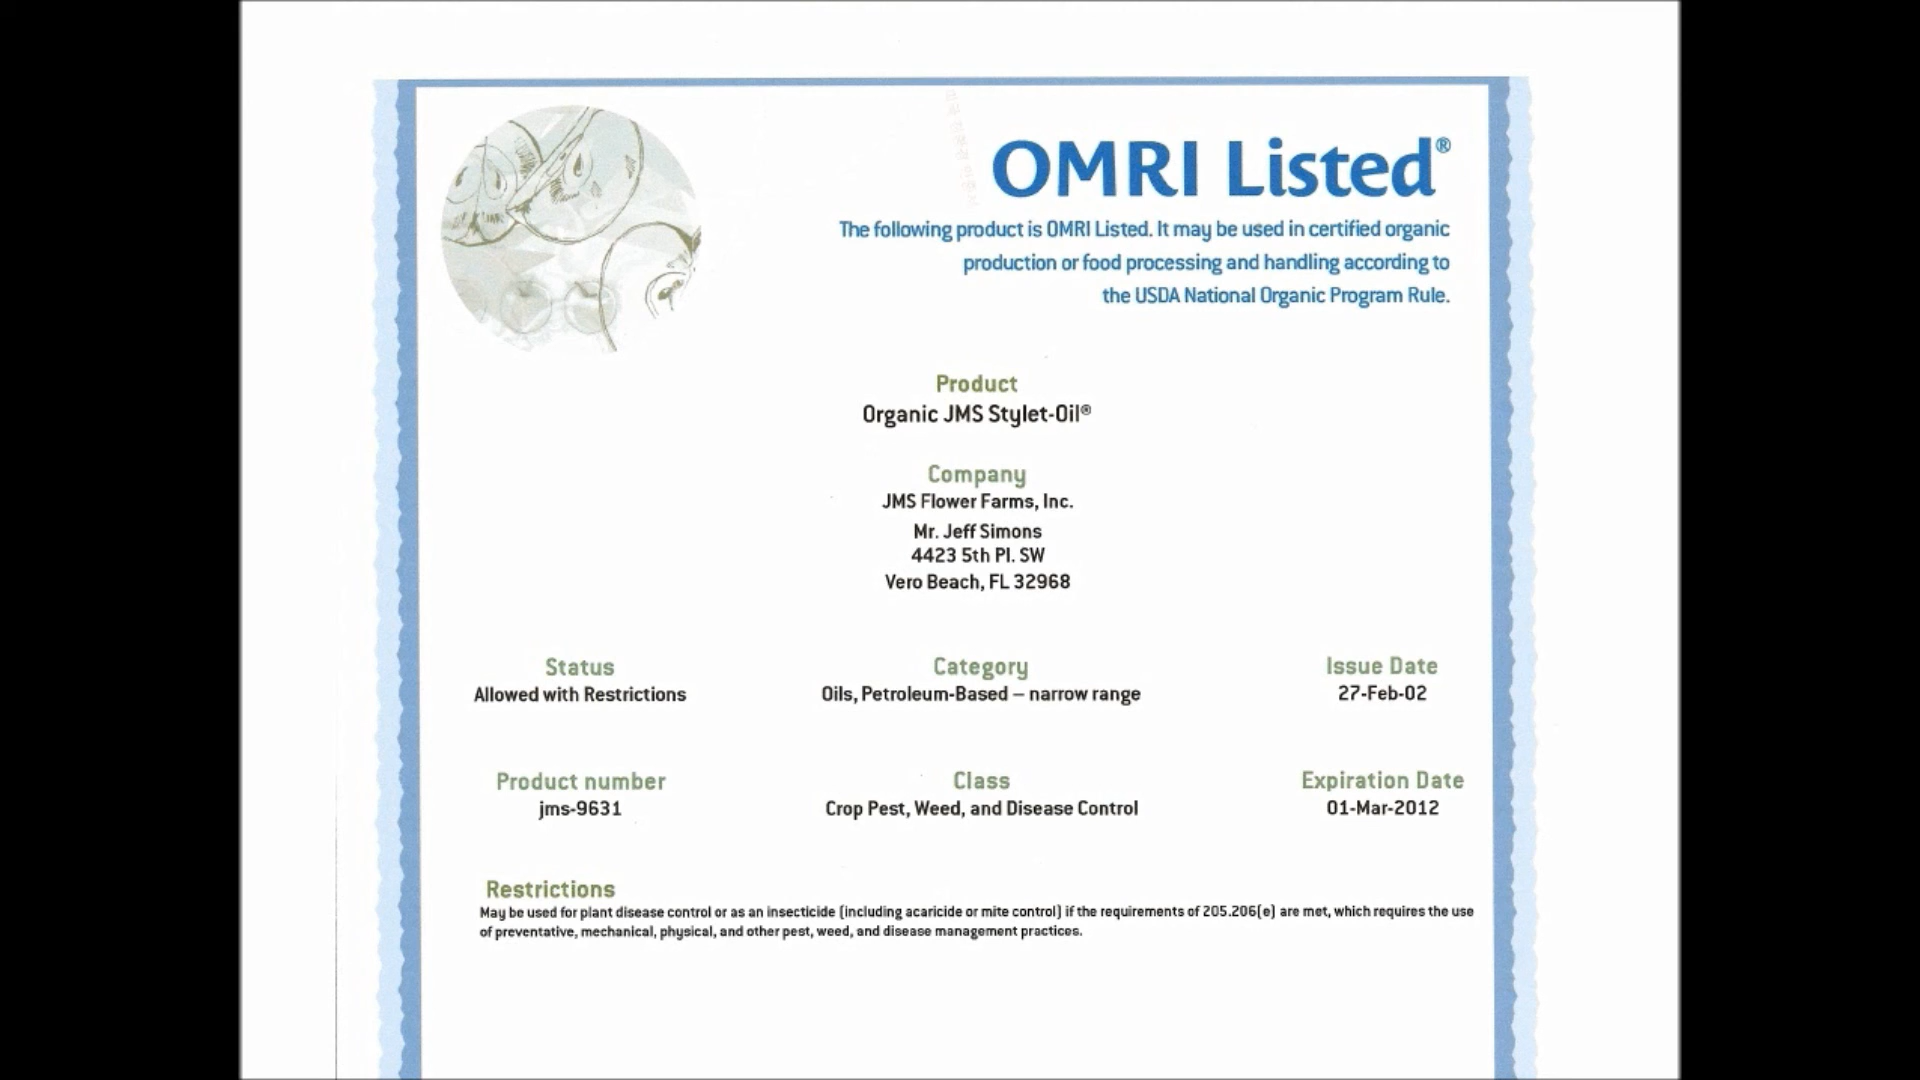 OMRI Listed®
The following product is OMRI Listed. It may be used in certified organic
production or food processing and handling according to
the USDA National Organic Program Rule.
Product
Organic JMS Stylet-Oil®
Company
JMS Flower Farms, Inc.
Mr. Jeff Simons
4423 5th Pl. SW
Vero Beach, FL 32968
Status
Allowed with Restrictions
Category
Oils, Petroleum-Based – narrow range
Issue Date
27-Feb-02
Product number
jms-9631
Class
Crop Pest, Weed, and Disease Control
Expiration Date
01-Mar-2012
Restrictions
May be used for plant disease control or as an insecticide (including acaricide or mite control) if the requirements of 205.206(e) are met, which requires the use
of preventative, mechanical, physical, and other pest, weed, and disease management practices.